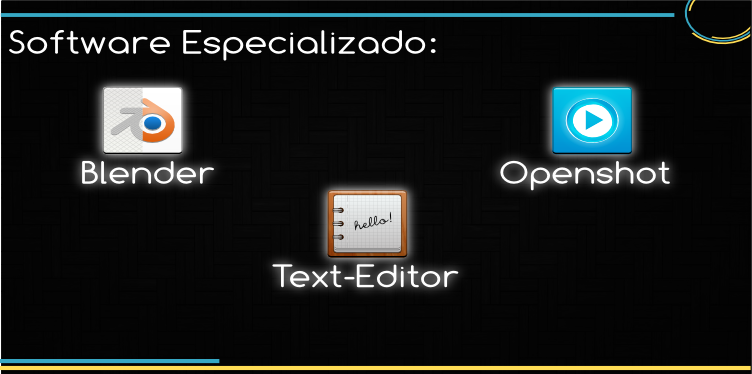 Software Especializado:
Blender
Openshot
hello!
Text-Editor